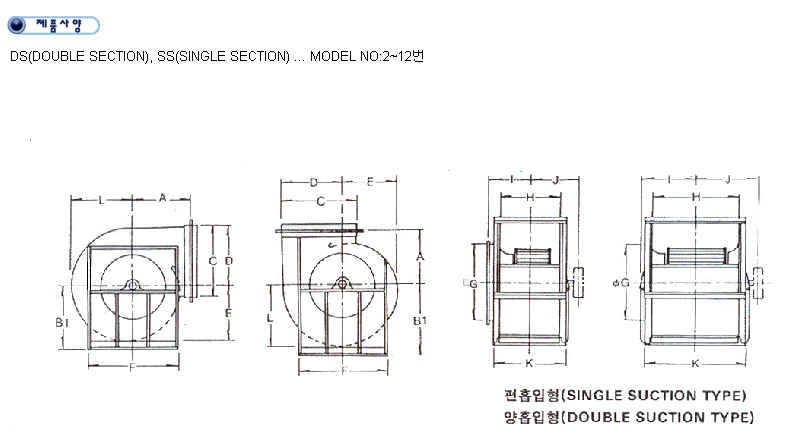 제품사양
DS(DOUBLE SECTION), SS(SINGLE SECTION) ... MODEL NO:2~12번
L A
C D
B1 E
F
D E
C
A
L B1
F
I J
H
G
K
I J
H
φG
K
편흡입형(SINGLE SUCTION TYPE)
양흡입형(DOUBLE SUCTION TYPE)